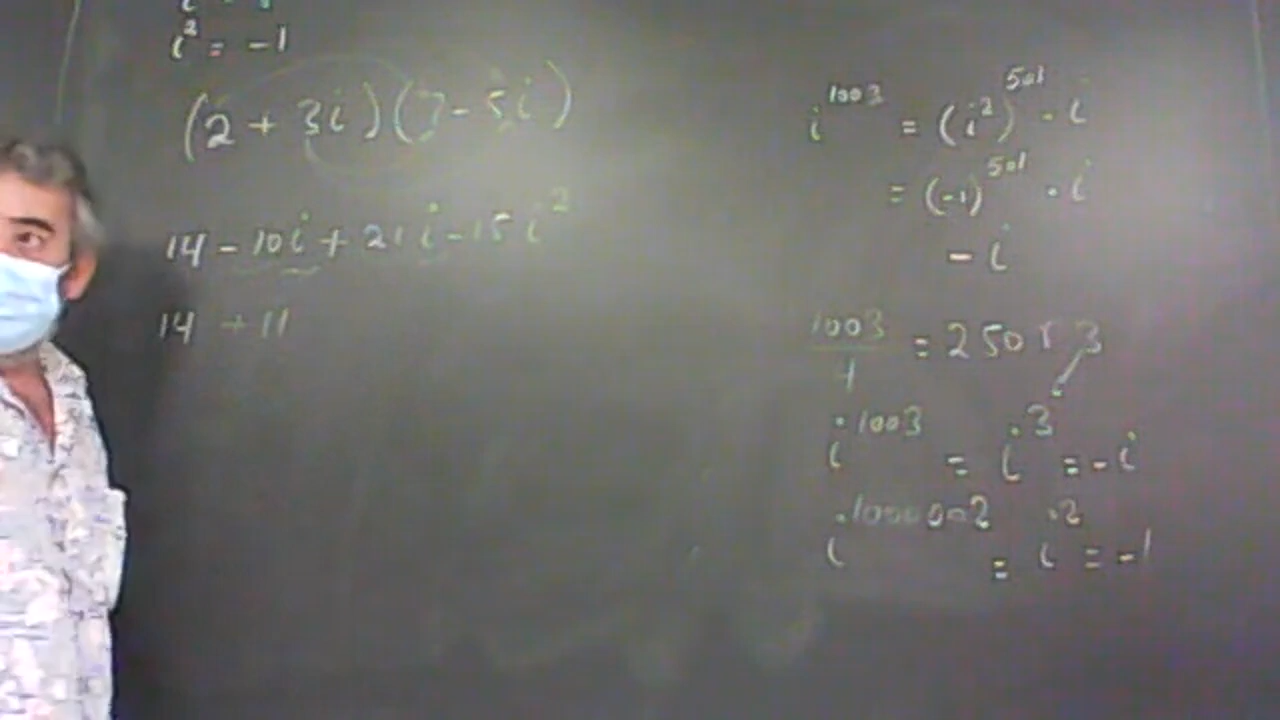 i² = -1
(2 + 3i)(7 - 5i)
14 - 10i + 21i - 15i²
14 + 11
i¹⁰⁰³ = (i²)⁵⁰¹ · i
= (-1)⁵⁰¹ · i
- i
1003/4 = 250 r 3
i¹⁰⁰³ = i³ = -i
i¹⁰⁰⁰⁰⁰² = i² = -1